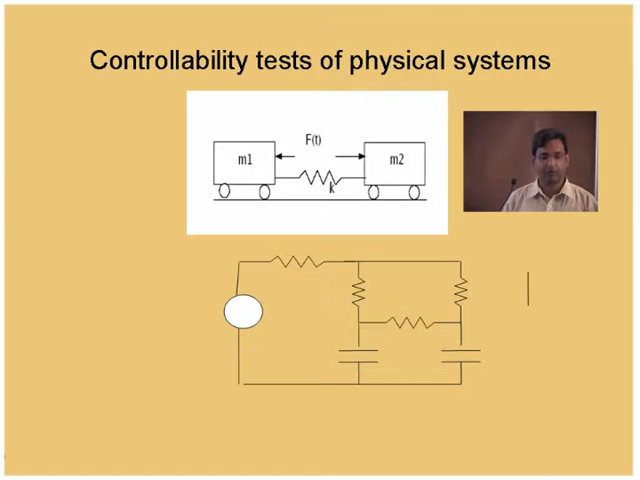 Controllability tests of physical systems
F(t)
m1
m2
k